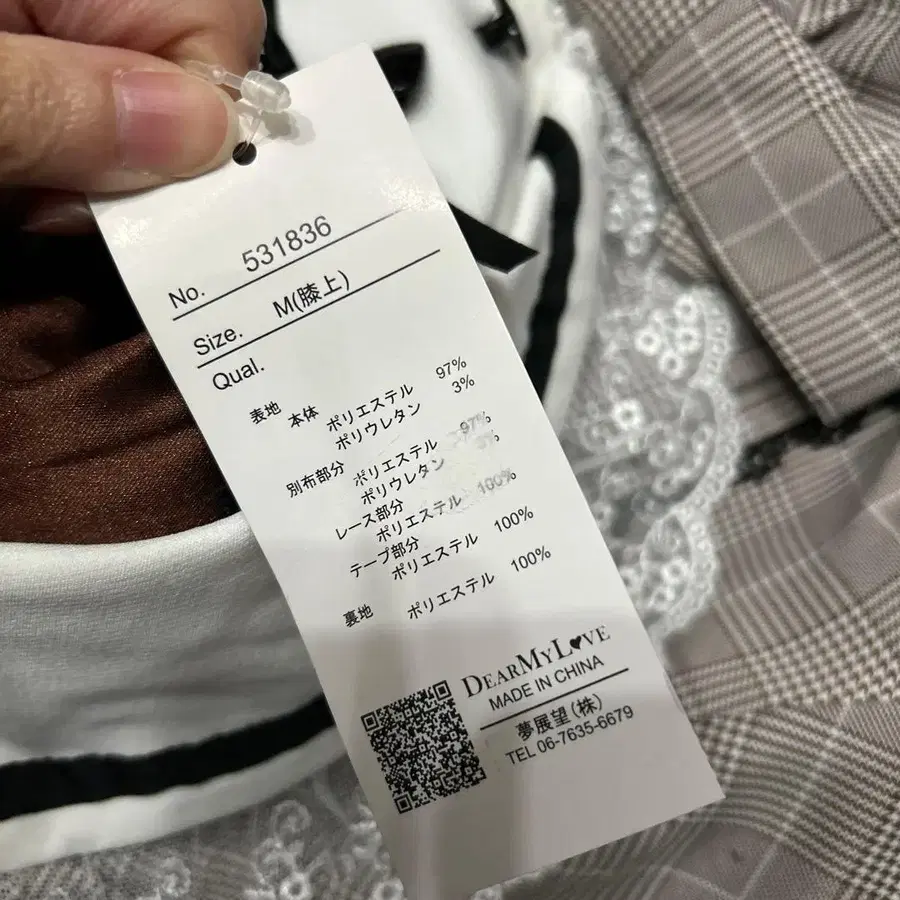 No. 531836
Size. M(膝上)
Qual.
表地 本体 ポリエステル 97%
ポリウレタン 3%
別布部分 ポリエステル 97%
ポリウレタン 3%
レース部分
ポリエステル 100%
テープ部分
ポリエステル 100%
裏地 ポリエステル 100%
DEARMYLOVE
MADE IN CHINA
夢展望(株)
TEL 06-7635-6679